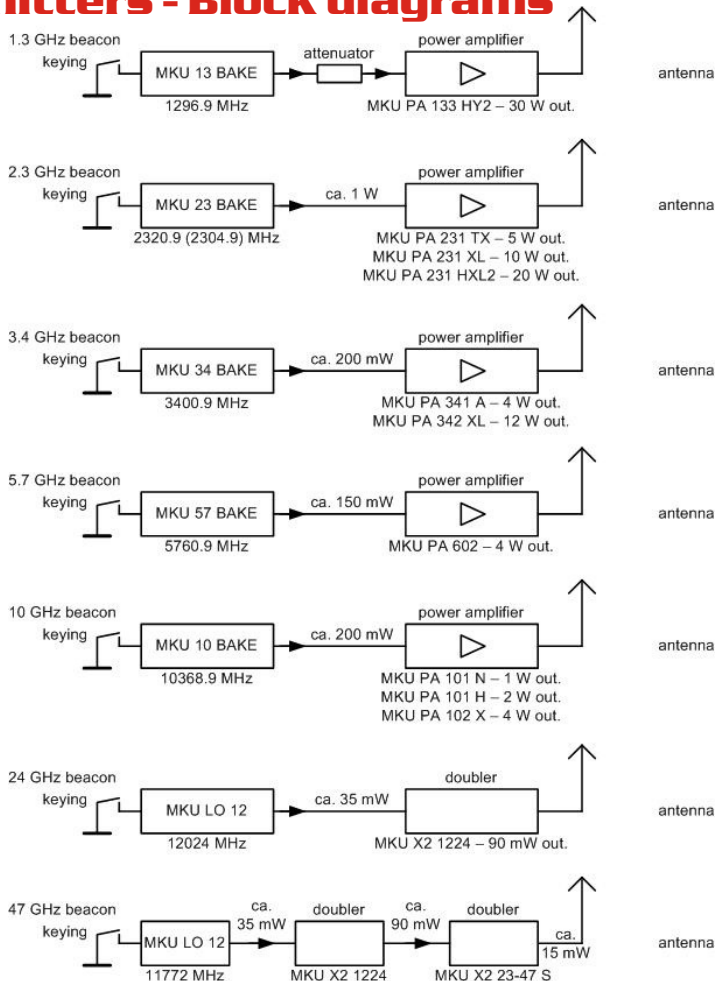 - Block diagrams
1.3 GHz beacon
keying
MKU 13 BAKE
1296.9 MHz
attenuator
power amplifier
MKU PA 133 HY2 – 30 W out.
antenna
2.3 GHz beacon
keying
MKU 23 BAKE
2320.9 (2304.9) MHz
ca. 1 W
power amplifier
MKU PA 231 TX – 5 W out.
MKU PA 231 XL – 10 W out.
MKU PA 231 HXL2 – 20 W out.
antenna
3.4 GHz beacon
keying
MKU 34 BAKE
3400.9 MHz
ca. 200 mW
power amplifier
MKU PA 341 A – 4 W out.
MKU PA 342 XL – 12 W out.
antenna
5.7 GHz beacon
keying
MKU 57 BAKE
5760.9 MHz
ca. 150 mW
power amplifier
MKU PA 602 – 4 W out.
antenna
10 GHz beacon
keying
MKU 10 BAKE
10368.9 MHz
ca. 200 mW
power amplifier
MKU PA 101 N – 1 W out.
MKU PA 101 H – 2 W out.
MKU PA 102 X – 4 W out.
antenna
24 GHz beacon
keying
MKU LO 12
12024 MHz
ca. 35 mW
doubler
MKU X2 1224 – 90 mW out.
antenna
47 GHz beacon
keying
MKU LO 12
11772 MHz
ca.
35 mW
doubler
MKU X2 1224
ca.
90 mW
doubler
MKU X2 23-47 S
ca.
15 mW
antenna